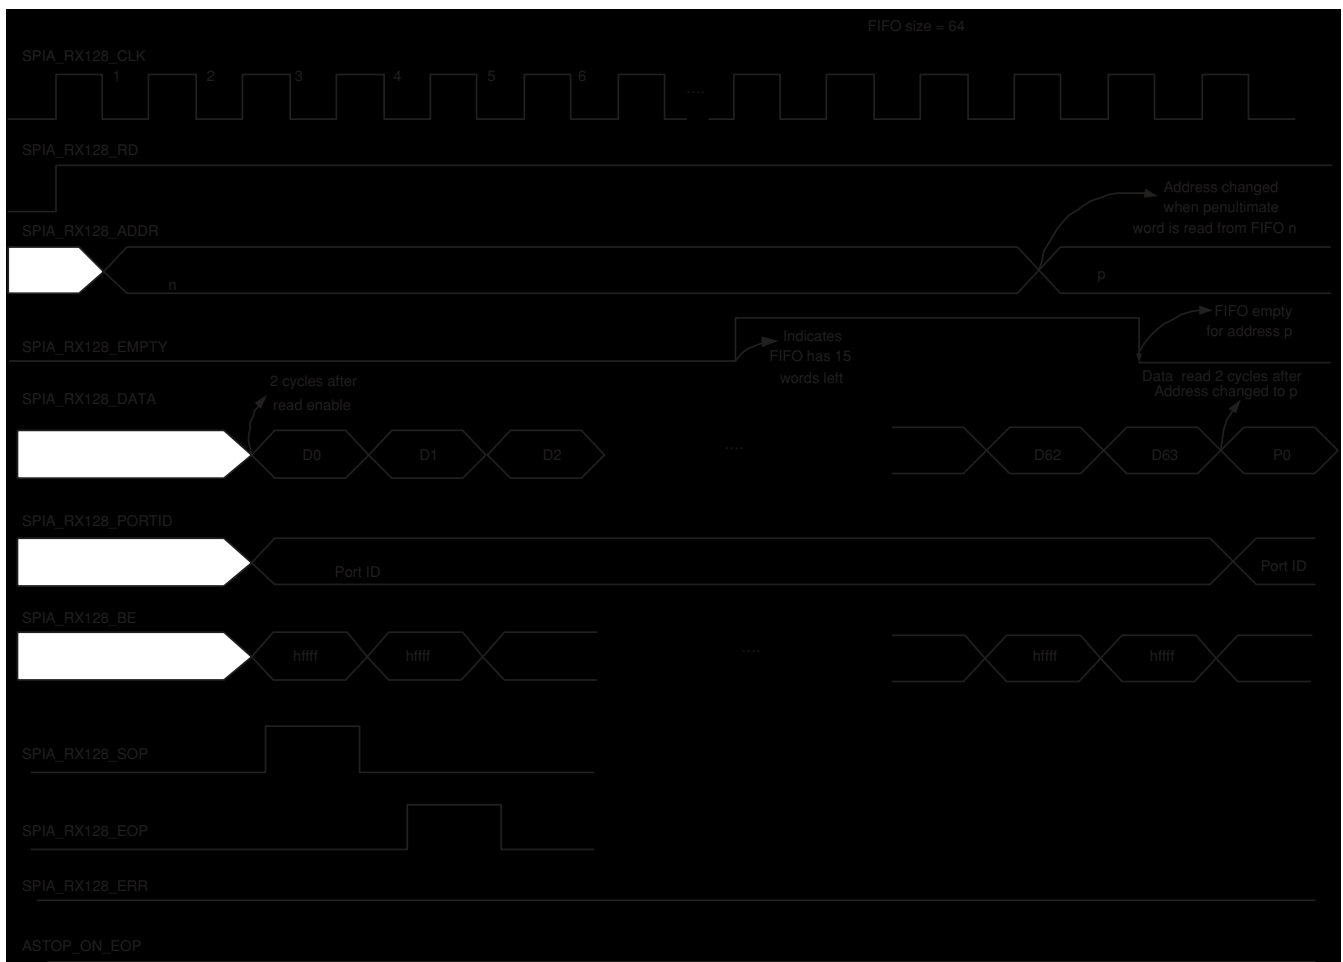 FIFO size = 64
SPIA_RX128_CLK
1 2 3 4 5 6 ....
SPIA_RX128_RD
Address changed
when penultimate
word is read from FIFO n
SPIA_RX128_ADDR
n
p
FIFO empty
for address p
SPIA_RX128_EMPTY
Indicates
FIFO has 15
words left
2 cycles after
read enable
Data read 2 cycles after
Address changed to p
SPIA_RX128_DATA
D0 D1 D2 .... D62 D63 P0
SPIA_RX128_PORTID
Port ID Port ID
SPIA_RX128_BE
hffff hffff .... hffff hffff
SPIA_RX128_SOP
SPIA_RX128_EOP
SPIA_RX128_ERR
ASTOP_ON_EOP